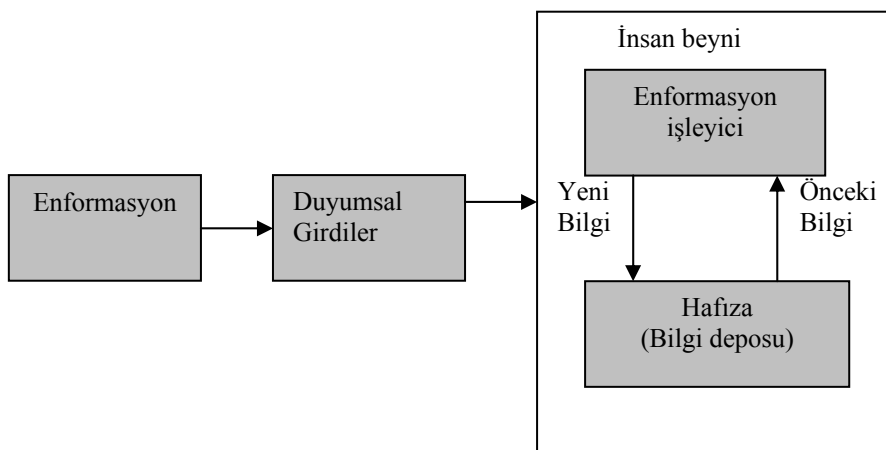 İnsan beyni
Enformasyon
işleyici
Enformasyon
Duyumsal
Girdiler
Yeni
Bilgi
Önceki
Bilgi
Hafıza
(Bilgi deposu)